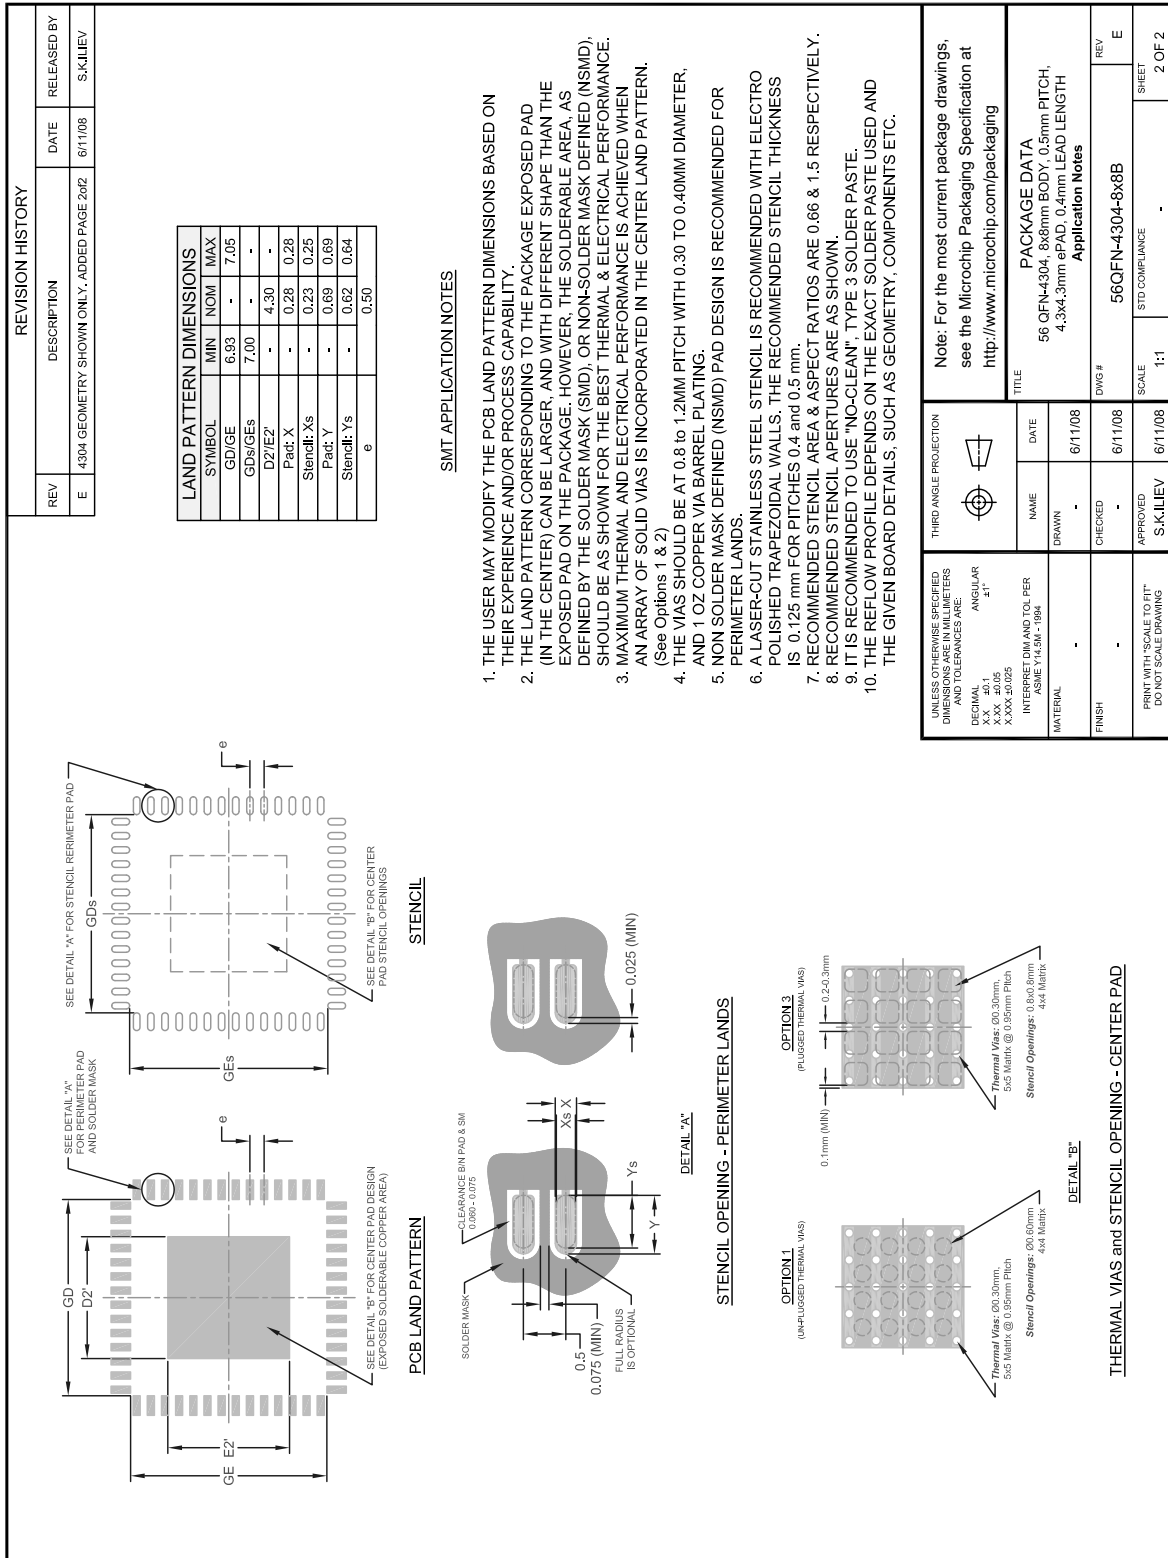 REVISION HISTORY
REV DESCRIPTION DATE RELEASED BY
E 4304 GEOMETRY SHOWN ONLY. ADDED PAGE 2of2 6/11/08 S.K.ILIEV
SEE DETAIL "A"
FOR PERIMETER PAD
AND SOLDER MASK
GD
D2'
GE
E2'
e
SEE DETAIL "B" FOR CENTER PAD DESIGN
(EXPOSED SOLDERABLE COPPER AREA)
PCB LAND PATTERN
SEE DETAIL "A" FOR STENCIL RERIMETER PAD
GDs
GEs
e
SEE DETAIL "B" FOR CENTER
PAD STENCIL OPENINGS
STENCIL
LAND PATTERN DIMENSIONS
SYMBOL MIN NOM MAX
GD/GE 6.93 - 7.05
GDs/GEs 7.00 - -
D2'/E2' - 4.30 -
Pad: X - 0.28 0.28
Stencil: Xs - 0.23 0.25
Pad: Y - 0.69 0.69
Stencil: Ys - 0.62 0.64
e 0.50
SOLDER MASK
CLEARANCE B/N PAD & SM
0.060 - 0.075
0.5
0.075 (MIN)
FULL RADIUS
IS OPTIONAL
Xs X
Ys
Y
0.025 (MIN)
DETAIL "A"
STENCIL OPENING - PERIMETER LANDS
OPTION 1
(UN-PLUGGED THERMAL VIAS)
Thermal Vias: Ø0.30mm,
5x5 Matrix @ 0.95mm Pitch
Stencil Openings: Ø0.60mm
4x4 Matrix
OPTION 3
(PLUGGED THERMAL VIAS)
0.1mm (MIN)
0.2-0.3mm
Thermal Vias: Ø0.30mm,
5x5 Matrix @ 0.95mm Pitch
Stencil Openings: 0.8x0.8mm
4x4 Matrix
DETAIL "B"
THERMAL VIAS and STENCIL OPENING - CENTER PAD
SMT APPLICATION NOTES
1. THE USER MAY MODIFY THE PCB LAND PATTERN DIMENSIONS BASED ON
THEIR EXPERIENCE AND/OR PROCESS CAPABILITY.
2. THE LAND PATTERN CORRESPONDING TO THE PACKAGE EXPOSED PAD
(IN THE CENTER) CAN BE LARGER, AND WITH DIFFERENT SHAPE THAN THE
EXPOSED PAD ON THE PACKAGE. HOWEVER, THE SOLDERABLE AREA, AS
DEFINED BY THE SOLDER MASK (SMD), OR NON-SOLDER MASK DEFINED (NSMD),
SHOULD BE AS SHOWN FOR THE BEST THERMAL & ELECTRICAL PERFORMANCE.
3. MAXIMUM THERMAL AND ELECTRICAL PERFORMANCE IS ACHIEVED WHEN
AN ARRAY OF SOLID VIAS IS INCORPORATED IN THE CENTER LAND PATTERN.
(See Options 1 & 2)
4. THE VIAS SHOULD BE AT 0.8 to 1.2MM PITCH WITH 0.30 TO 0.40MM DIAMETER,
AND 1 OZ COPPER VIA BARREL PLATING.
5. NON SOLDER MASK DEFINED (NSMD) PAD DESIGN IS RECOMMENDED FOR
PERIMETER LANDS.
6. A LASER-CUT STAINLESS STEEL STENCIL IS RECOMMENDED WITH ELECTRO
POLISHED TRAPEZOIDAL WALLS. THE RECOMMENDED STENCIL THICKNESS
IS 0.125 mm FOR PITCHES 0.4 and 0.5 mm.
7. RECOMMENDED STENCIL AREA & ASPECT RATIOS ARE 0.66 & 1.5 RESPECTIVELY.
8. RECOMMENDED STENCIL APERTURES ARE AS SHOWN.
9. IT IS RECOMMENDED TO USE "NO-CLEAN", TYPE 3 SOLDER PASTE.
10. THE REFLOW PROFILE DEPENDS ON THE EXACT SOLDER PASTE USED AND
THE GIVEN BOARD DETAILS, SUCH AS GEOMETRY, COMPONENTS ETC.
UNLESS OTHERWISE SPECIFIED
DIMENSIONS ARE IN MILLIMETERS
AND TOLERANCES ARE:
DECIMAL ANGULAR
X.X ±0.1 ±1°
X.XX ±0.05
X.XXX ±0.025
INTERPRET DIM AND TOL PER
ASME Y14.5M - 1994
MATERIAL
-
FINISH
-
PRINT WITH "SCALE TO FIT"
DO NOT SCALE DRAWING
THIRD ANGLE PROJECTION
NAME DATE
DRAWN
- 6/11/08
CHECKED
- 6/11/08
APPROVED
S.K.ILIEV 6/11/08
Note: For the most current package drawings,
see the Microchip Packaging Specification at
http://www.microchip.com/packaging
TITLE
PACKAGE DATA
56 QFN-4304, 8x8mm BODY, 0.5mm PITCH,
4.3x4.3mm ePAD, 0.4mm LEAD LENGTH
Application Notes
DWG #
56QFN-4304-8x8B
REV
E
SCALE
1:1
STD COMPLIANCE
-
SHEET
2 OF 2